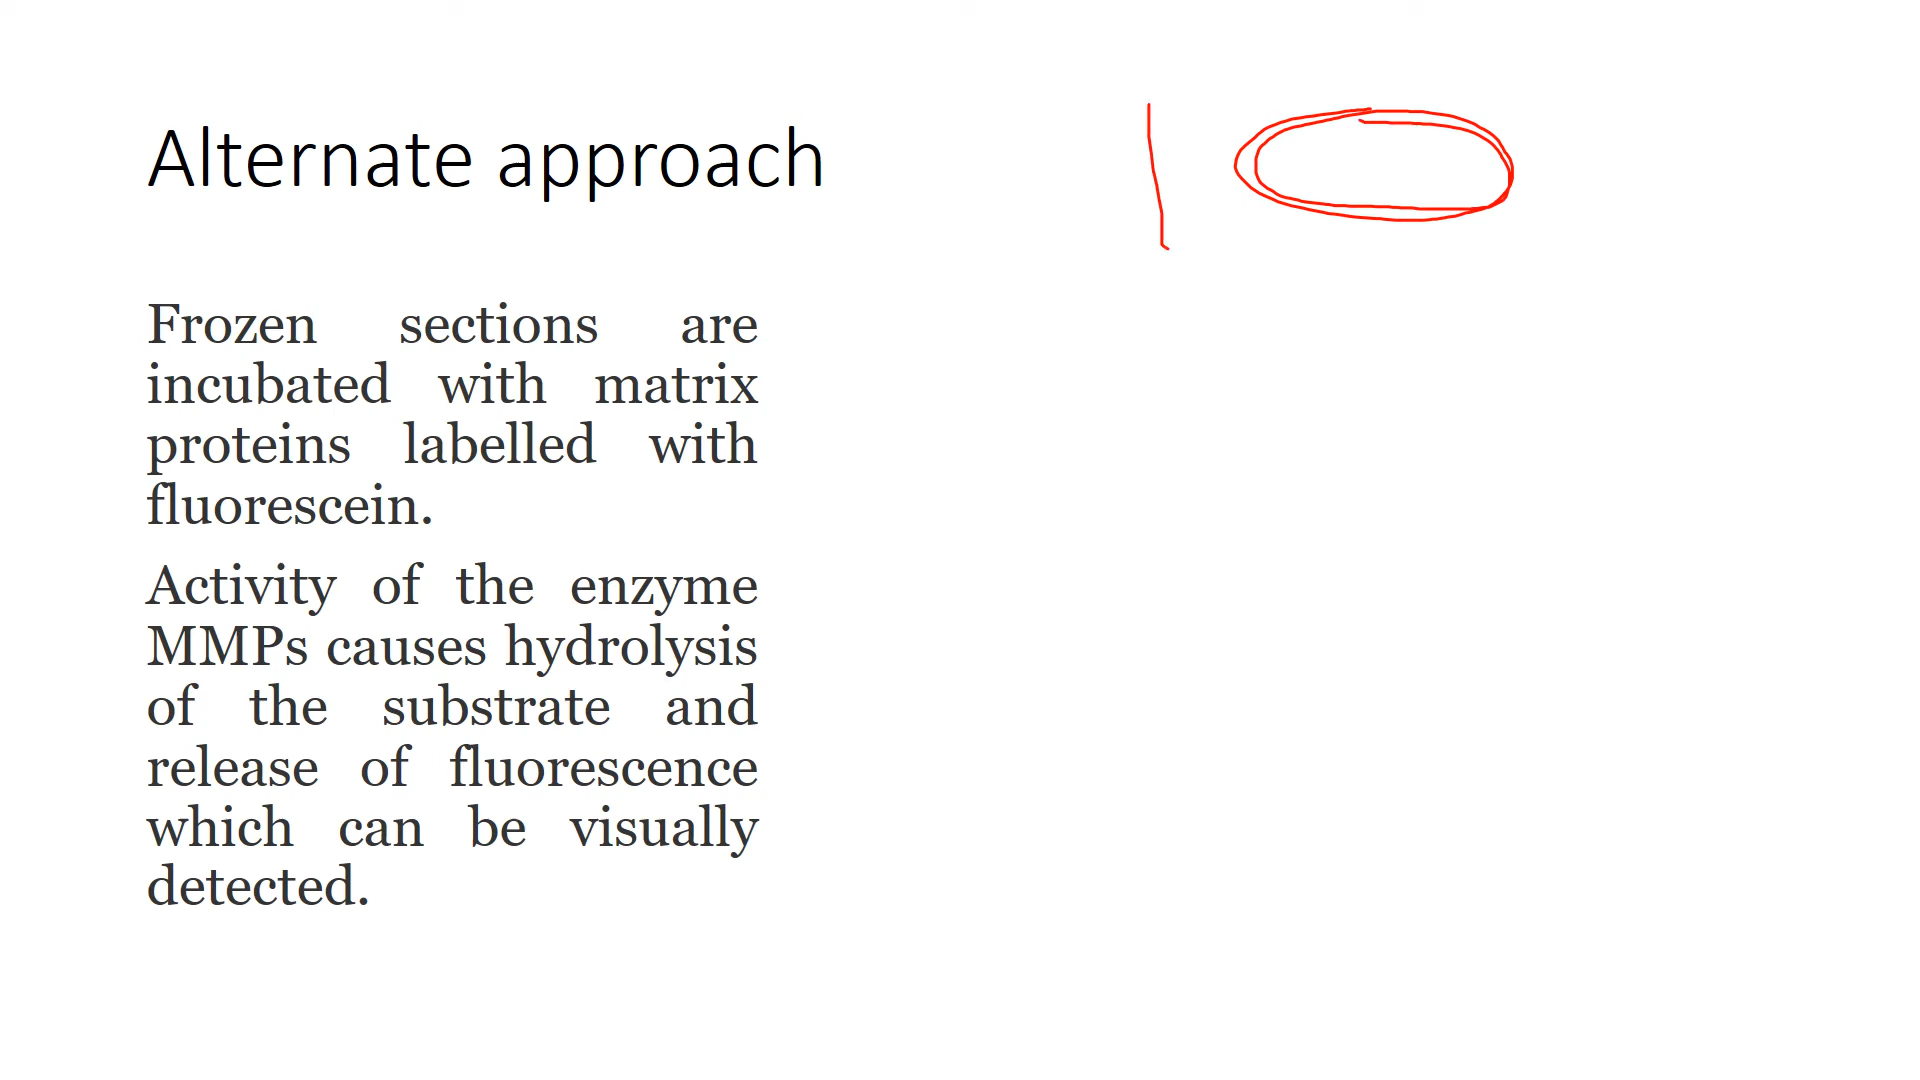 Alternate approach
Frozen sections are
incubated with matrix
proteins labelled with
fluorescein.
Activity of the enzyme
MMPs causes hydrolysis
of the substrate and
release of fluorescence
which can be visually
detected.